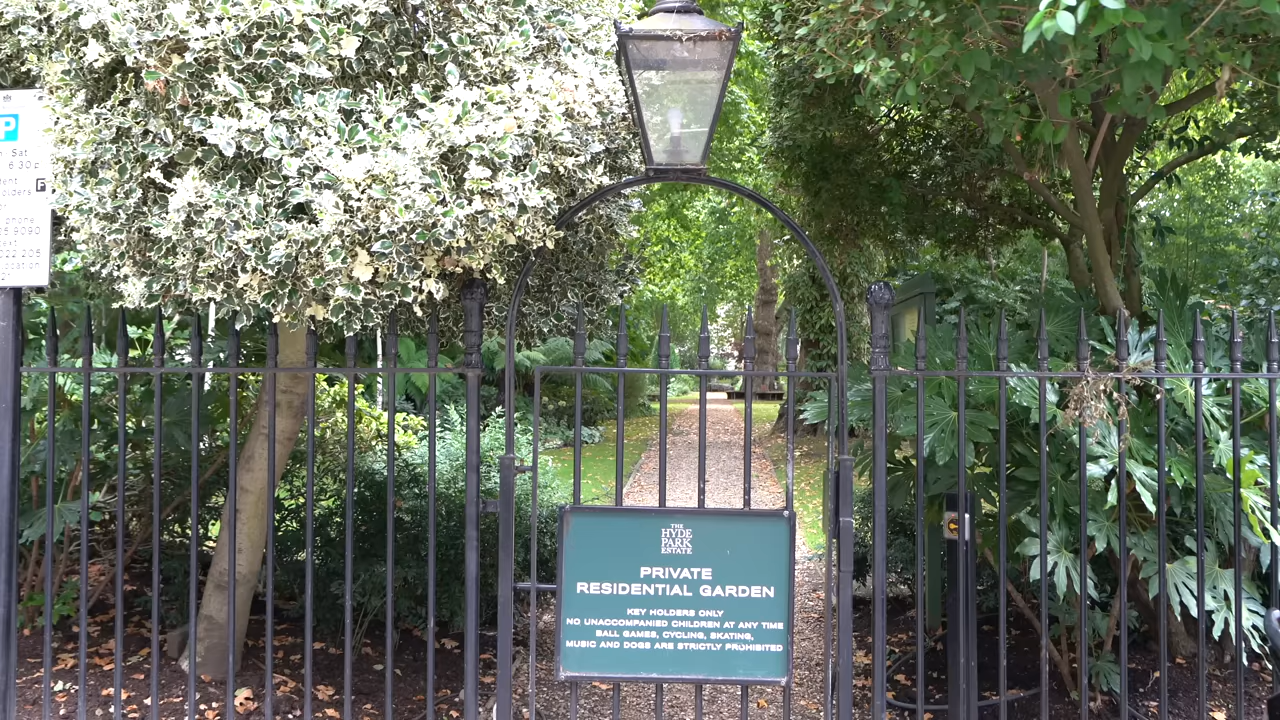 P
Sat
6:30
F
9090
THE
HYDE
PARK
ESTATE
PRIVATE
RESIDENTIAL GARDEN
KEY HOLDERS ONLY
NO UNACCOMPANIED CHILDREN AT ANY TIME
BALL GAMES, CYCLING, SKATING,
MUSIC AND DOGS ARE STRICTLY PROHIBITED